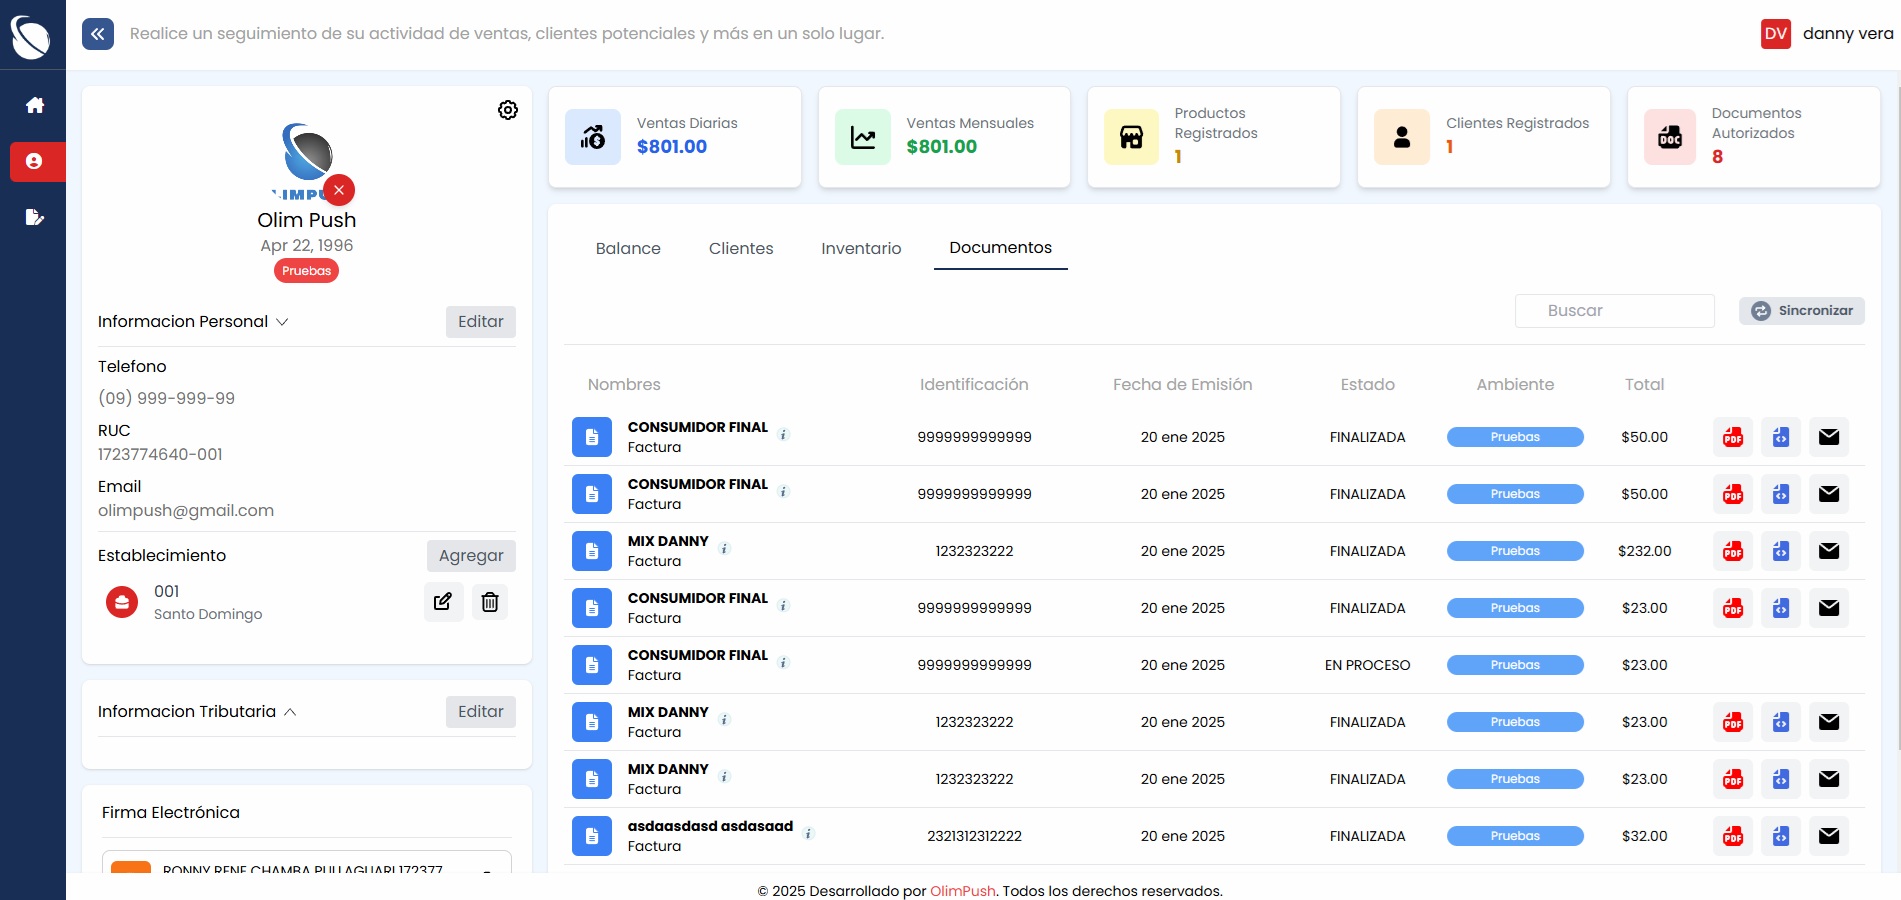 Realice un seguimiento de su actividad de ventas, clientes potenciales y más en un solo lugar.
DV danny vera
Olim Push
Apr 22, 1996
Pruebas
Informacion Personal
Editar
Telefono
(09) 999-999-99
RUC
1723774640-001
Email
olimpush@gmail.com
Establecimiento
Agregar
001
Santo Domingo
Informacion Tributaria
Editar
Firma Electrónica
RONNY RENE CHAMBA PULLAGUARI 172377
Ventas Diarias
$801.00
Ventas Mensuales
$801.00
Productos
Registrados
1
Clientes Registrados
1
DOC
Documentos
Autorizados
8
Balance Clientes Inventario Documentos
Buscar
Sincronizar
Nombres Identificación Fecha de Emisión Estado Ambiente Total
CONSUMIDOR FINAL i
Factura
9999999999999 20 ene 2025 FINALIZADA Pruebas $50.00 PDF
CONSUMIDOR FINAL i
Factura
9999999999999 20 ene 2025 FINALIZADA Pruebas $50.00 PDF
MIX DANNY i
Factura
1232323222 20 ene 2025 FINALIZADA Pruebas $232.00 PDF
CONSUMIDOR FINAL i
Factura
9999999999999 20 ene 2025 FINALIZADA Pruebas $23.00 PDF
CONSUMIDOR FINAL i
Factura
9999999999999 20 ene 2025 EN PROCESO Pruebas $23.00
MIX DANNY i
Factura
1232323222 20 ene 2025 FINALIZADA Pruebas $23.00 PDF
MIX DANNY i
Factura
1232323222 20 ene 2025 FINALIZADA Pruebas $23.00 PDF
asdaasdasd asdasaad i
Factura
2321312312222 20 ene 2025 FINALIZADA Pruebas $32.00 PDF
© 2025 Desarrollado por OlimPush. Todos los derechos reservados.